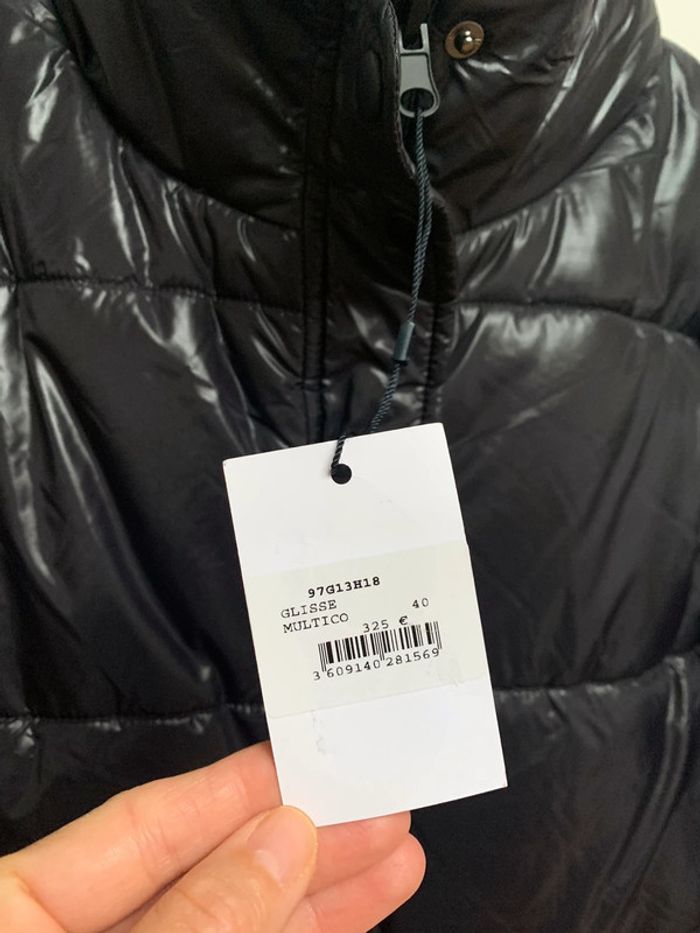 97G13H18
GLISSE 40
MULTICO
325 €
3 609140 281569